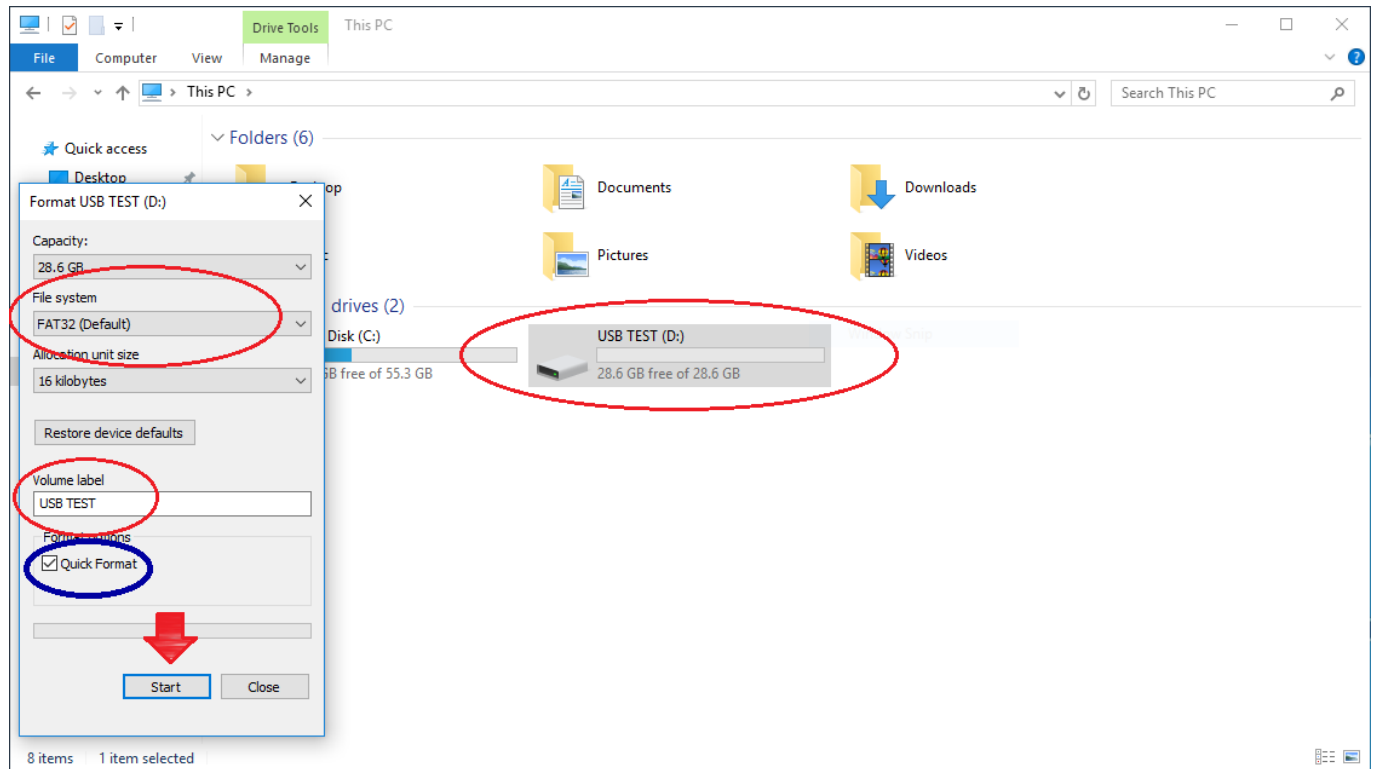 Drive Tools This PC
File Computer View Manage
This PC
Search This PC
Quick access
Folders (6)
Desktop
Documents
Downloads
Pictures
Videos
drives (2)
Disk (C:)
free of 55.3 GB
USB TEST (D:)
28.6 GB free of 28.6 GB
Format USB TEST (D:)
Capacity:
28.6 GB
File system
FAT32 (Default)
Allocation unit size
16 kilobytes
Restore device defaults
Volume label
USB TEST
Format options
Quick Format
Start Close
8 items 1 item selected